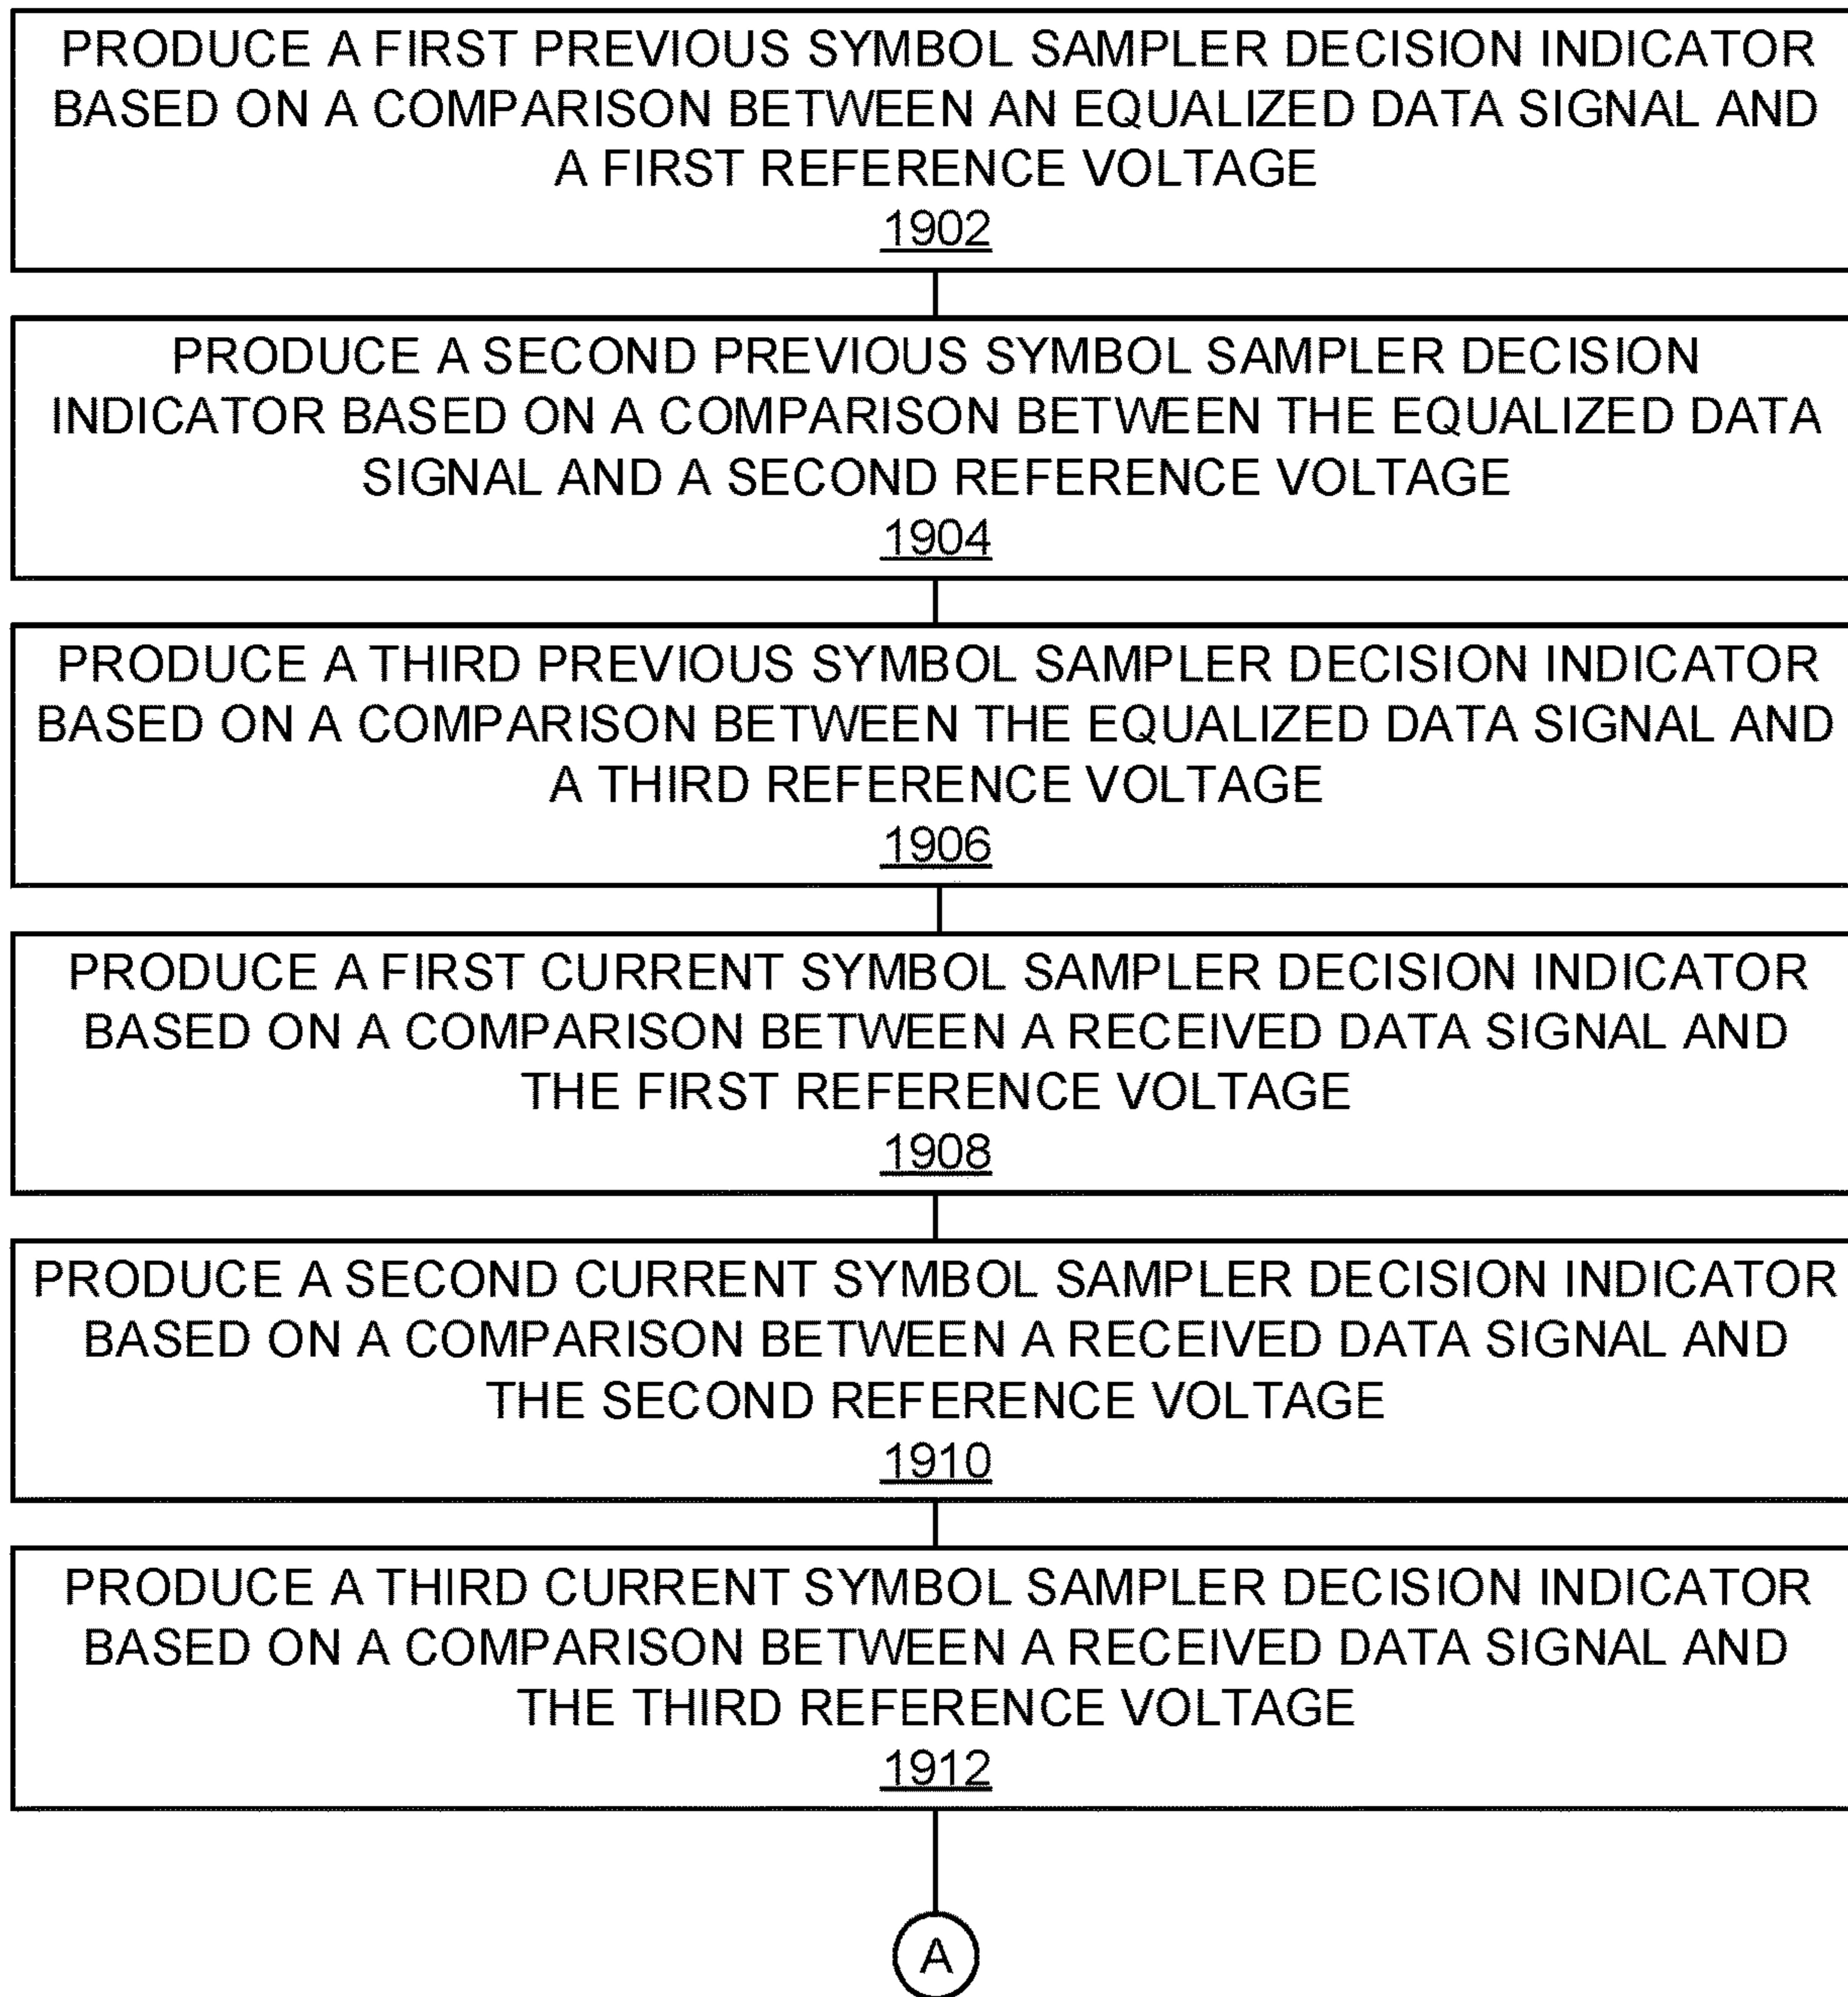 PRODUCE A FIRST PREVIOUS SYMBOL SAMPLER DECISION INDICATOR
BASED ON A COMPARISON BETWEEN AN EQUALIZED DATA SIGNAL AND
A FIRST REFERENCE VOLTAGE
1902
PRODUCE A SECOND PREVIOUS SYMBOL SAMPLER DECISION
INDICATOR BASED ON A COMPARISON BETWEEN THE EQUALIZED DATA
SIGNAL AND A SECOND REFERENCE VOLTAGE
1904
PRODUCE A THIRD PREVIOUS SYMBOL SAMPLER DECISION INDICATOR
BASED ON A COMPARISON BETWEEN THE EQUALIZED DATA SIGNAL AND
A THIRD REFERENCE VOLTAGE
1906
PRODUCE A FIRST CURRENT SYMBOL SAMPLER DECISION INDICATOR
BASED ON A COMPARISON BETWEEN A RECEIVED DATA SIGNAL AND
THE FIRST REFERENCE VOLTAGE
1908
PRODUCE A SECOND CURRENT SYMBOL SAMPLER DECISION INDICATOR
BASED ON A COMPARISON BETWEEN A RECEIVED DATA SIGNAL AND
THE SECOND REFERENCE VOLTAGE
1910
PRODUCE A THIRD CURRENT SYMBOL SAMPLER DECISION INDICATOR
BASED ON A COMPARISON BETWEEN A RECEIVED DATA SIGNAL AND
THE THIRD REFERENCE VOLTAGE
1912
A